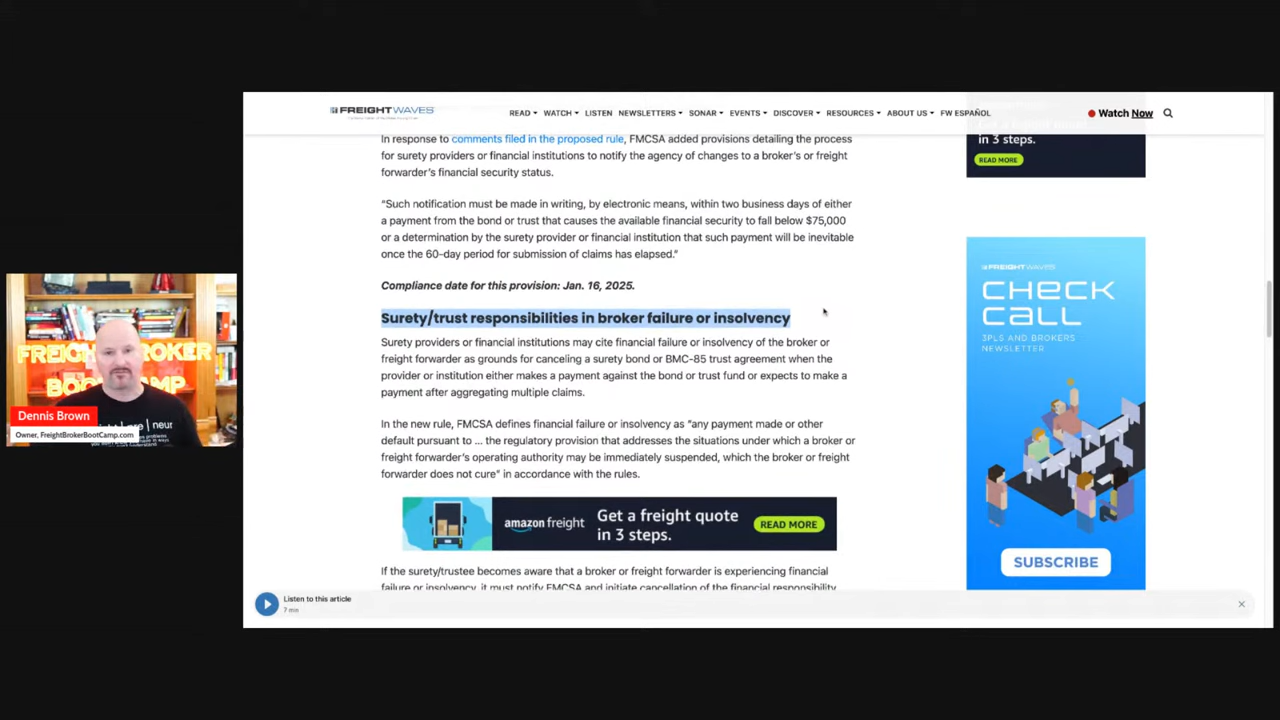 FREIGHTWAVES
READ WATCH LISTEN NEWSLETTERS SONAR EVENTS DISCOVER RESOURCES ABOUT US FW ESPAÑOL
Watch Now
In response to comments filed in the proposed rule, FMCSA added provisions detailing the process
for surety providers or financial institutions to notify the agency of changes to a broker's or freight
forwarder's financial security status.
"Such notification must be made in writing, by electronic means, within two business days of either
a payment from the bond or trust that causes the available financial security to fall below $75,000
or a determination by the surety provider or financial institution that such payment will be inevitable
once the 60-day period for submission of claims has elapsed."
Compliance date for this provision: Jan. 16, 2025.
Surety/trust responsibilities in broker failure or insolvency
Surety providers or financial institutions may cite financial failure or insolvency of the broker or
freight forwarder as grounds for canceling a surety bond or BMC-85 trust agreement when the
provider or institution either makes a payment against the bond or trust fund or expects to make a
payment after aggregating multiple claims.
In the new rule, FMCSA defines financial failure or insolvency as "any payment made or other
default pursuant to ... the regulatory provision that addresses the situations under which a broker or
freight forwarder's operating authority may be immediately suspended, which the broker or freight
forwarder does not cure" in accordance with the rules.
amazon freight
Get a freight quote
in 3 steps.
READ MORE
If the surety/trustee becomes aware that a broker or freight forwarder is experiencing financial
failure or insolvency, it must notify FMCSA and initiate cancellation of the financial responsibility
Listen to this article
7 min
in 3 steps.
READ MORE
FREIGHTWAVES
CHECK
CALL
3PLS AND BROKERS
NEWSLETTER
SUBSCRIBE
FREIGHT BROKER
BOOTCAMP
Dennis Brown
Owner, FreightBrokerBootCamp.com